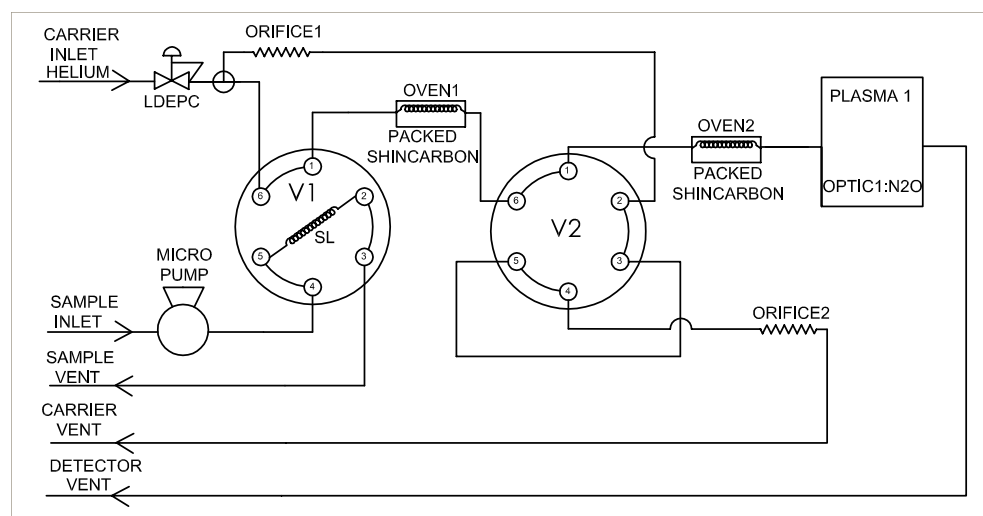 CARRIER
INLET
HELIUM
LDEPC
ORIFICE1
OVEN1
PACKED
SHINCARBON
OVEN2
PACKED
SHINCARBON
PLASMA 1
OPTIC1:N2O
V1
1
2
3
4
5
6
SL
V2
1
2
3
4
5
6
MICRO
PUMP
SAMPLE
INLET
ORIFICE2
SAMPLE
VENT
CARRIER
VENT
DETECTOR
VENT